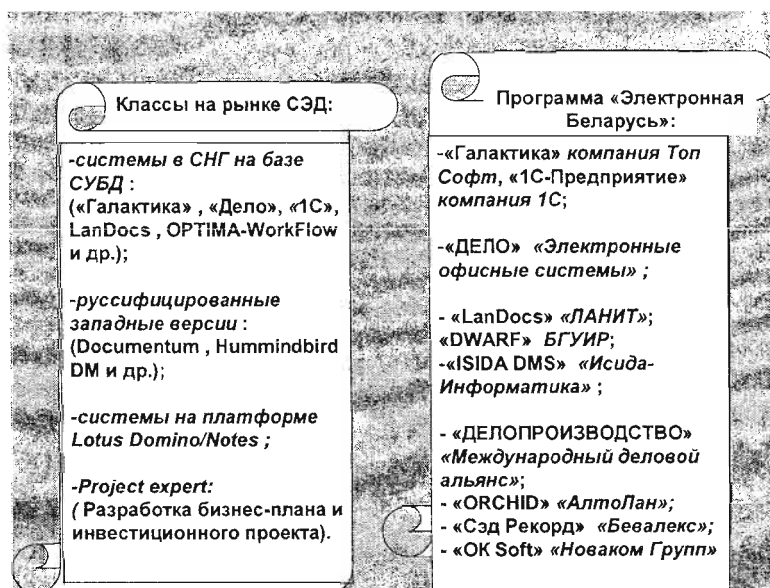 Классы на рынке СЭД:
-системы в СНГ на базе
СУБД :
(«Галактика» , «Дело», «1С»,
LanDocs , OPTIMA-WorkFlow
и др.);
-руссифицированные
западные версии :
(Documentum , Hummindbird
DM и др.);
-системы на платформе
Lotus Domino/Notes ;
-Project expert:
( Разработка бизнес-плана и
инвестиционного проекта).
Программа «Электронная
Беларусь»:
-«Галактика» компания Топ
Софт, «1С-Предприятие»
компания 1С;
-«ДЕЛО» «Электронные
офисные системы» ;
- «LanDocs» «ЛАНИТ»;
«DWARF» БГУИР;
-«ISIDA DMS» «Исида-
Информатика» ;
- «ДЕЛОПРОИЗВОДСТВО»
«Международный деловой
альянс»;
- «ORCHID» «АлтоЛан»;
- «Сэд Рекорд» «Бевалекс»;
- «ОК Soft» «Новаком Групп»